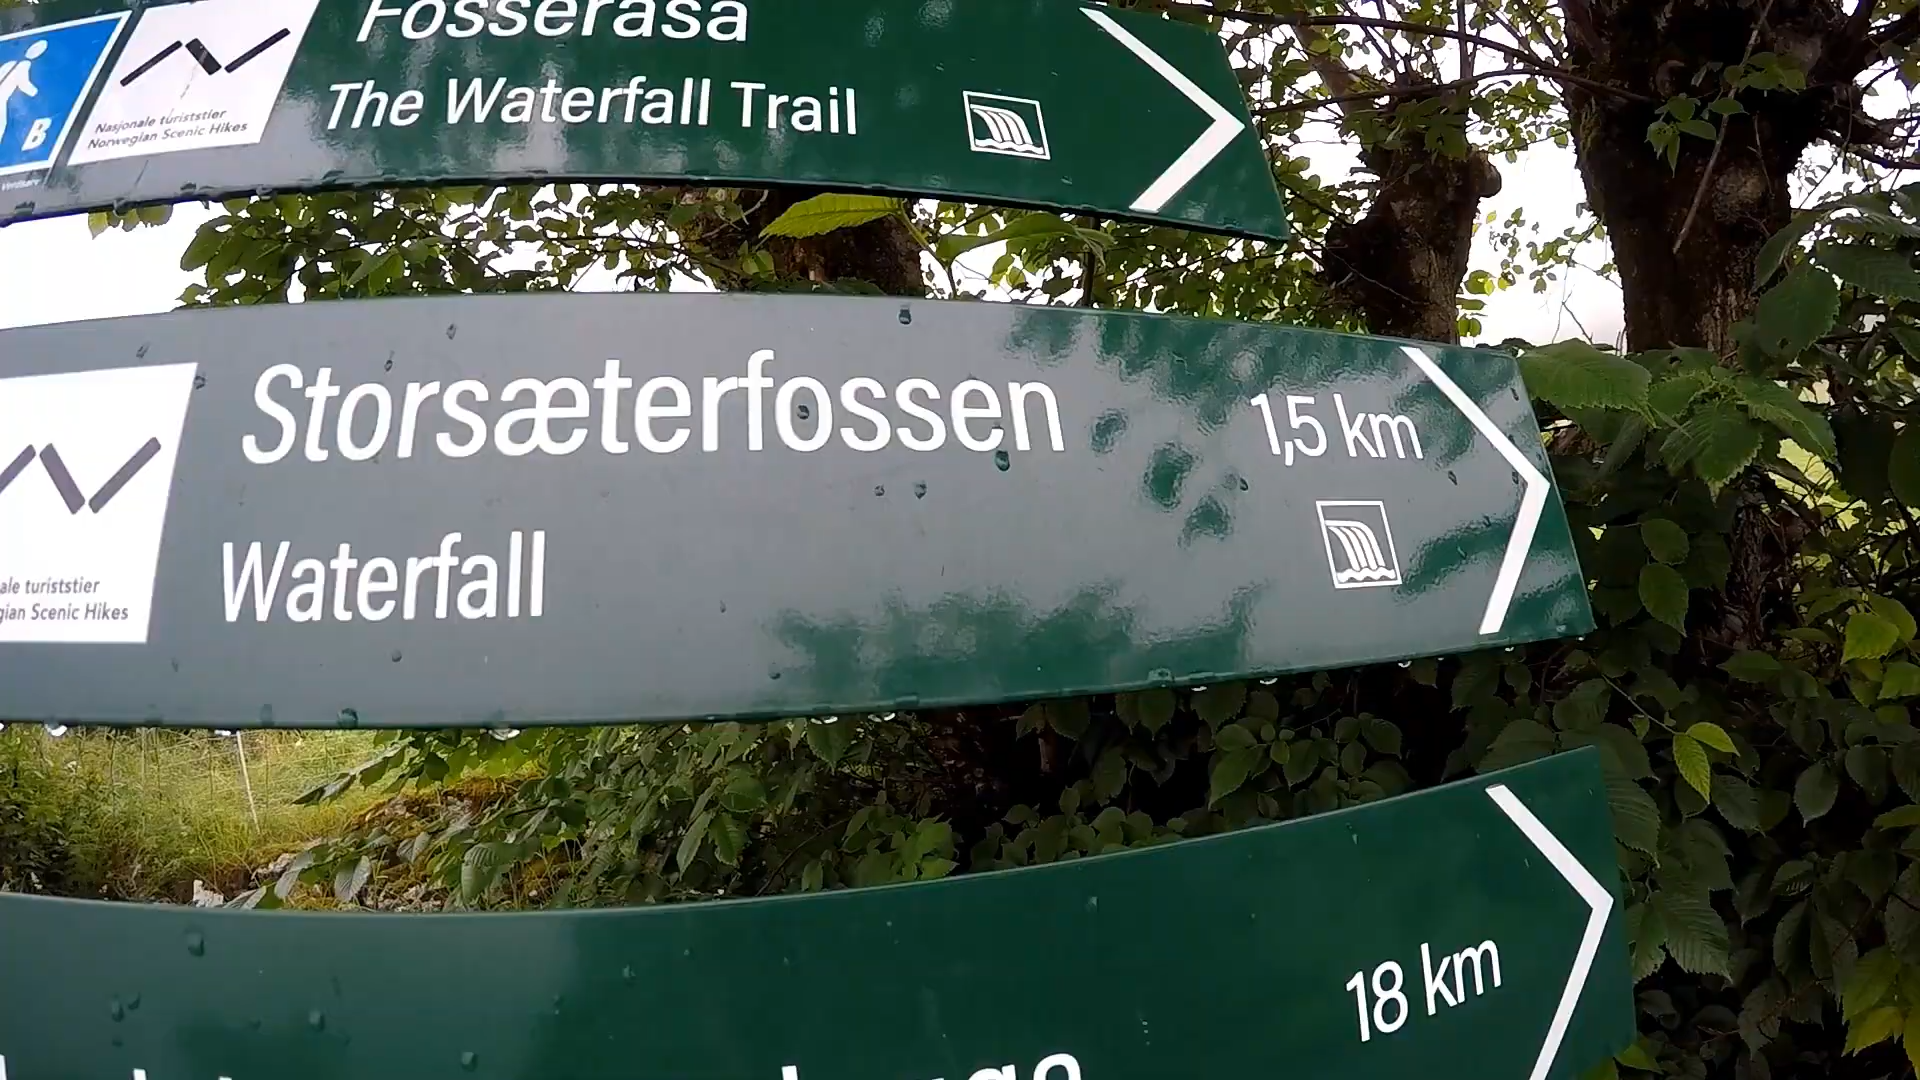 Fosseråsa
The Waterfall Trail
B
Nasjonale turiststier
Norwegian Scenic Hikes
Storsæterfossen
1,5 km
Waterfall
ale turiststier
gian Scenic Hikes
18 km